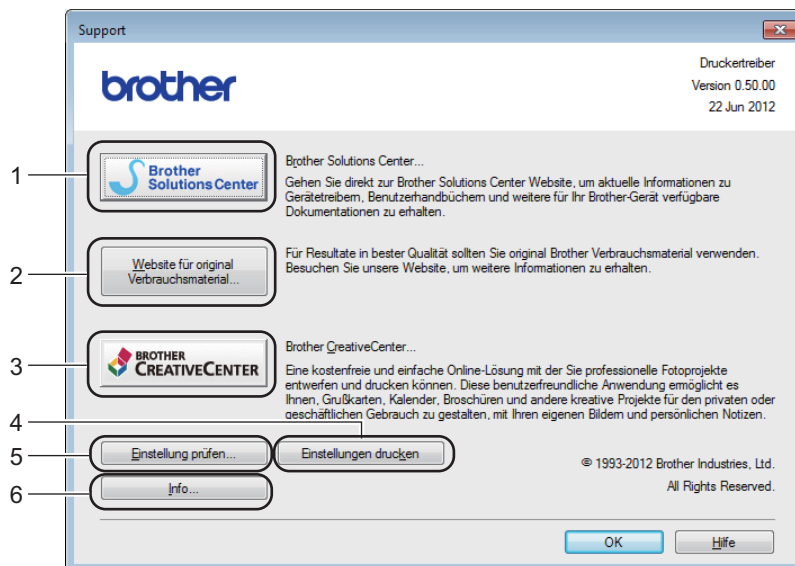 Support
brother
Druckertreiber
Version 0.50.00
22 Jun 2012
1
Brother
Solutions Center
Brother Solutions Center...
Gehen Sie direkt zur Brother Solutions Center Website, um aktuelle Informationen zu
Gerätetreibern, Benutzerhandbüchern und weitere für Ihr Brother-Gerät verfügbare
Dokumentationen zu erhalten.
2
Website für original
Verbrauchsmaterial...
Für Resultate in bester Qualität sollten Sie original Brother Verbrauchsmaterial verwenden.
Besuchen Sie unsere Website, um weitere Informationen zu erhalten.
3
BROTHER
CREATIVECENTER
Brother CreativeCenter...
Eine kostenfreie und einfache Online-Lösung mit der Sie professionelle Fotoprojekte
entwerfen und drucken können. Diese benutzerfreundliche Anwendung ermöglicht es
Ihnen, Grußkarten, Kalender, Broschüren und andere kreative Projekte für den privaten oder
geschäftlichen Gebrauch zu gestalten, mit Ihren eigenen Bildern und persönlichen Notizen.
4
5
Einstellung prüfen...
Einstellungen drucken
© 1993-2012 Brother Industries, Ltd.
6
Info...
All Rights Reserved.
OK
Hilfe